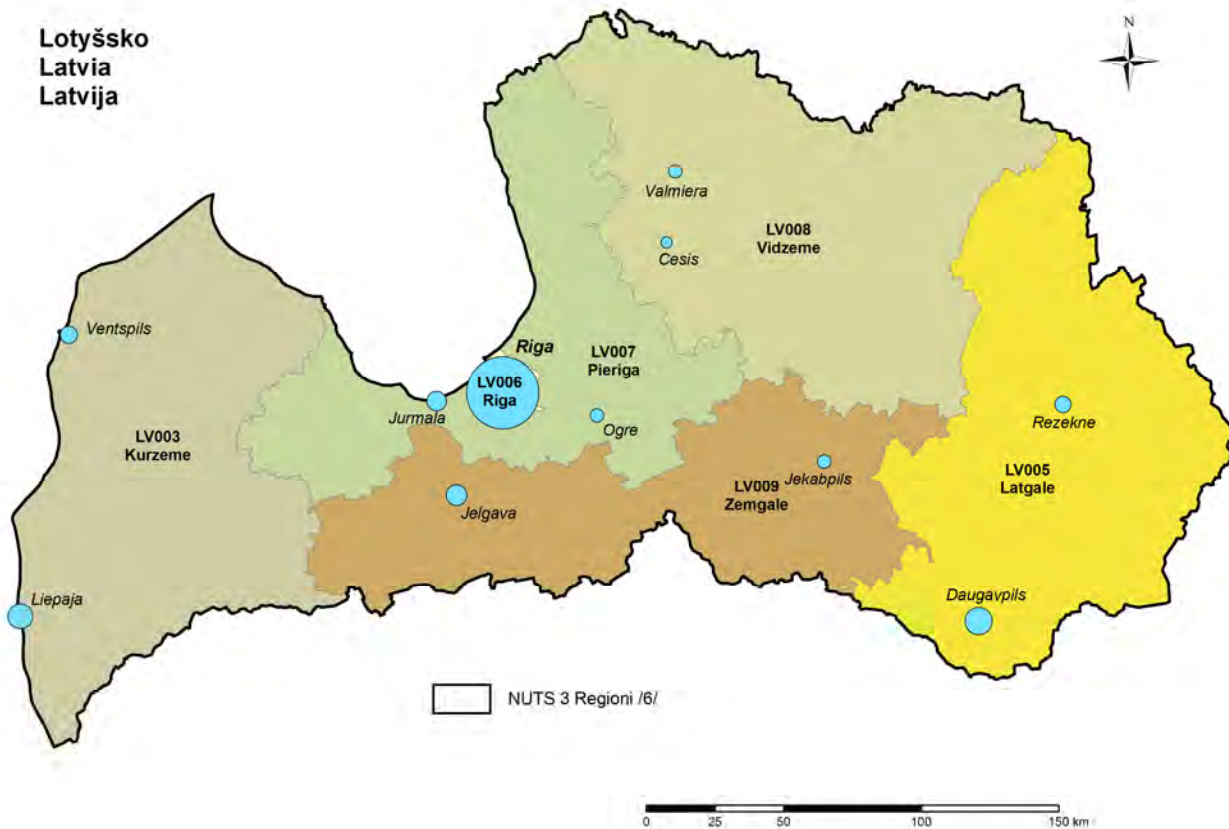 Lotyšsko
Latvia
Latvija
N
Valmiera
LV008
Vidzeme
Cesis
Ventspils
Riga
LV007
Pieriga
LV006
Riga
Jurmala
Ogre
Rezekne
LV003
Kurzeme
LV005
Latgale
Jekabpils
LV009
Zemgale
Jelgava
Liepaja
Daugavpils
NUTS 3 Regioni /6/
0 25 50 100 150 km